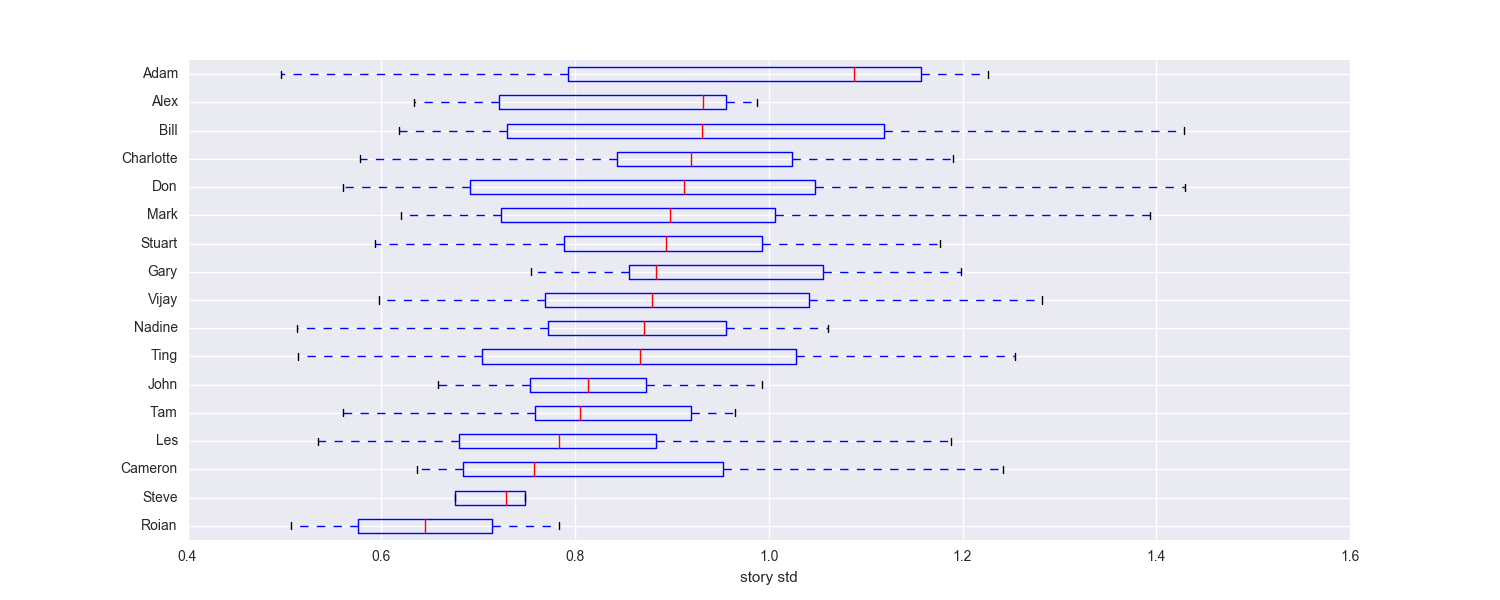 Adam
Alex
Bill
Charlotte
Don
Mark
Stuart
Gary
Vijay
Nadine
Ting
John
Tam
Les
Cameron
Steve
Roian
0.4 0.6 0.8 1.0 1.2 1.4 1.6
story std